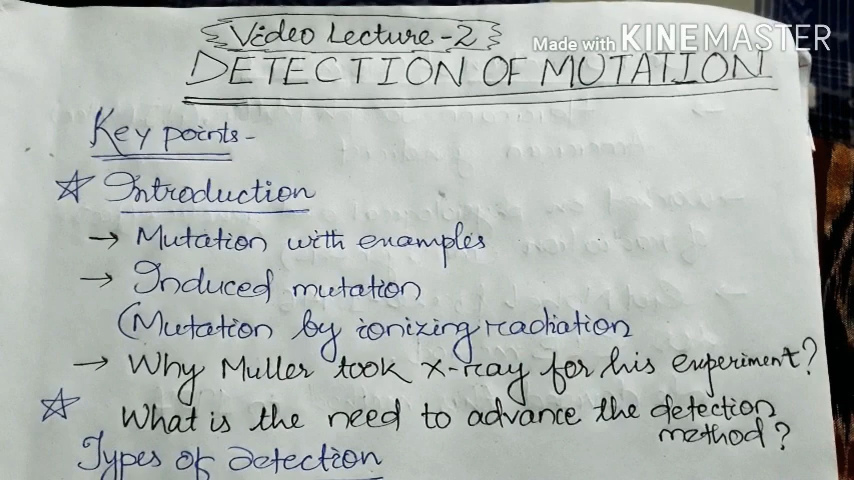 Video Lecture-2
Made with KINEMASTER
DETECTION OF MUTATION
Key points-
☆ Introduction
→ Mutation with examples
→ Induced mutation
(Mutation by ionizing radiation
→ Why Muller took X-ray for his experiment?
☆ What is the need to advance the detection
method?
Types of detection